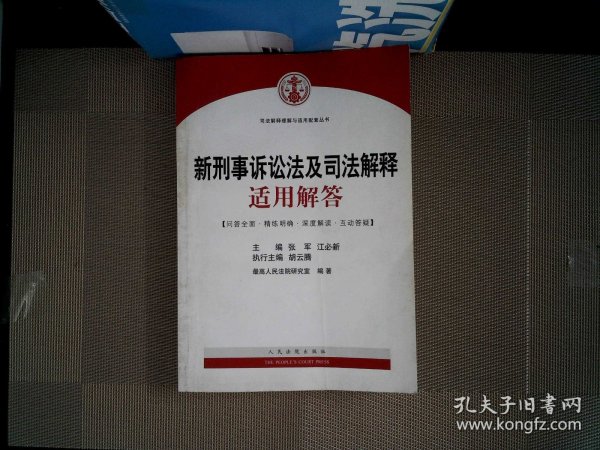 司法解释理解与适用配套丛书
新刑事诉讼法及司法解释
适用解答
【问答全面·精练明确·深度解读·互动答疑】
主 编 张 军 江必新
执行主编 胡云腾
最高人民法院研究室 编著
人民法院出版社
THE PEOPLE'S COURT PRESS
孔夫子旧书网
www.kongfz.com